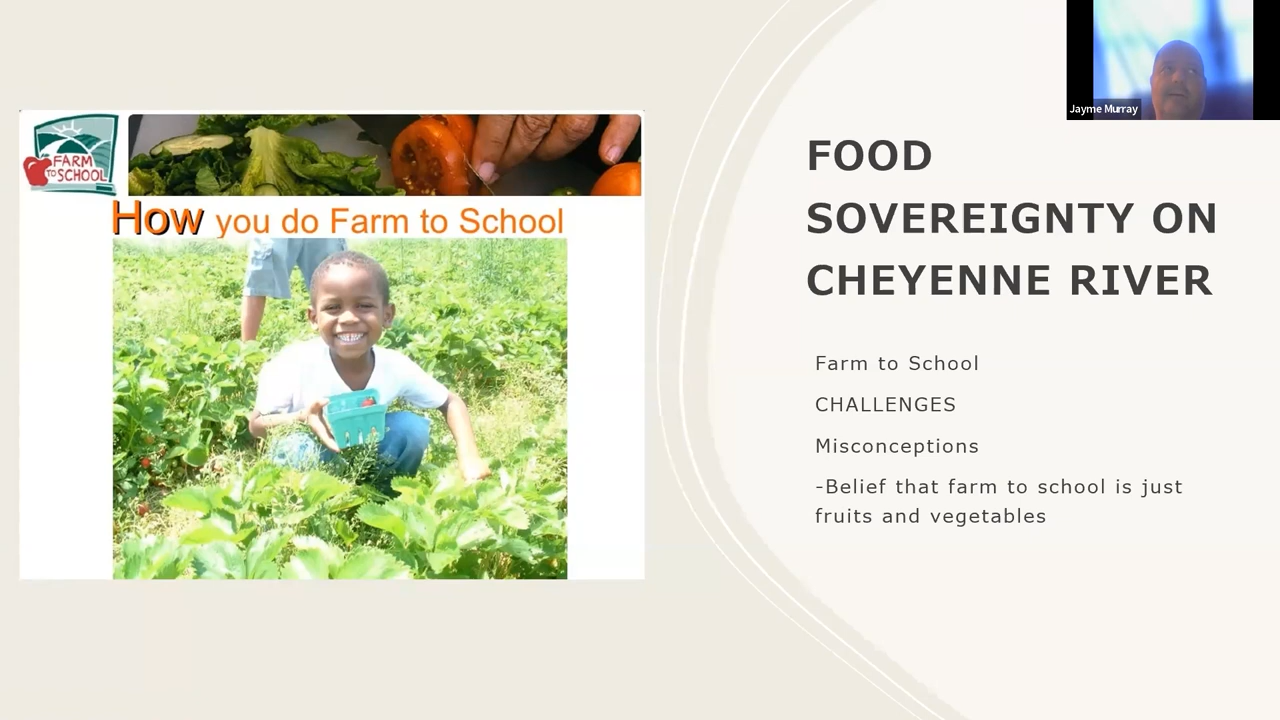 Jayme Murray
FARM
TO SCHOOL
How you do Farm to School
FOOD
SOVEREIGNTY ON
CHEYENNE RIVER
Farm to School
CHALLENGES
Misconceptions
-Belief that farm to school is just
fruits and vegetables